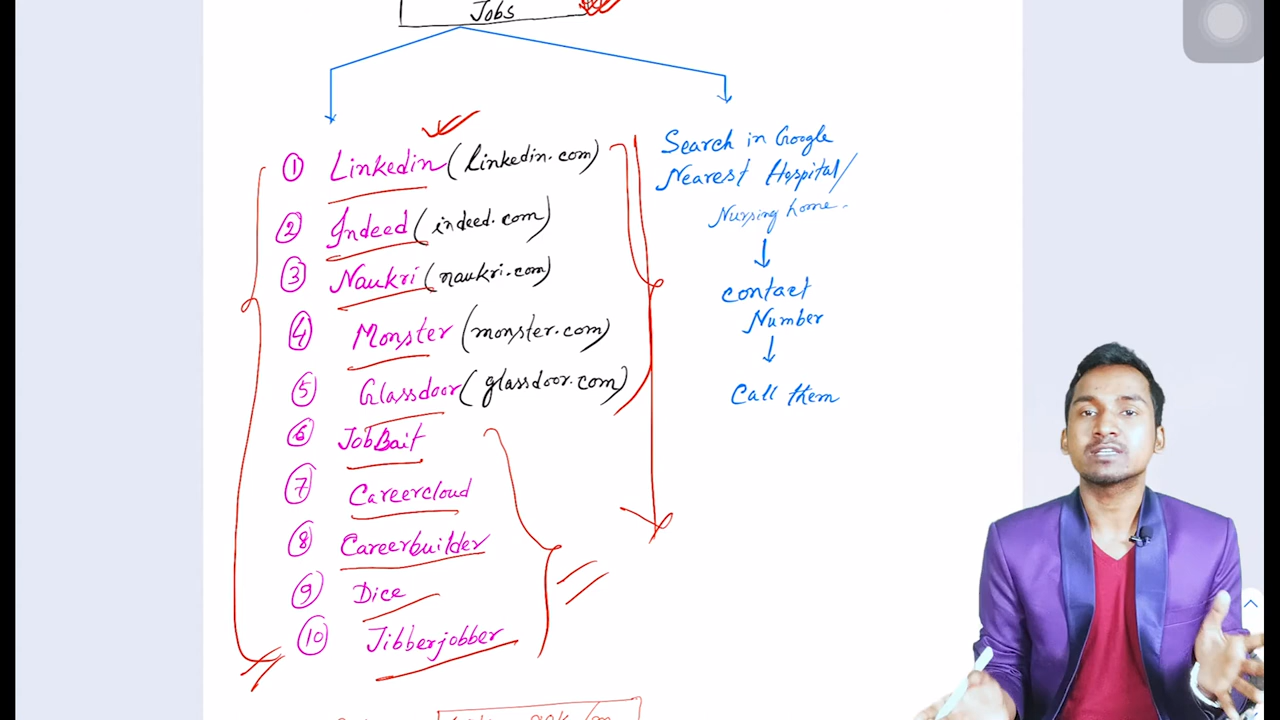 Jobs
① Linkedin (linkedin.com)
② Indeed (indeed.com)
③ Naukri (naukri.com)
④ Monster (monster.com)
⑤ Glassdoor (glassdoor.com)
⑥ JobBait
⑦ Careercloud
⑧ Careerbuilder
⑨ Dice
⑩ Jibberjobber
Search in Google
Nearest Hospital/
Nursing home.
Contact
Number
Call them